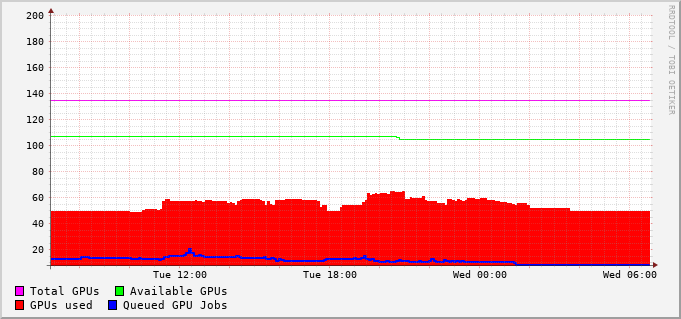 200
180
160
140
120
100
80
60
40
20
Tue 12:00 Tue 18:00 Wed 00:00 Wed 06:00
Total GPUs Available GPUs
GPUs used Queued GPU Jobs
RRDTOOL / TOBI OETIKER